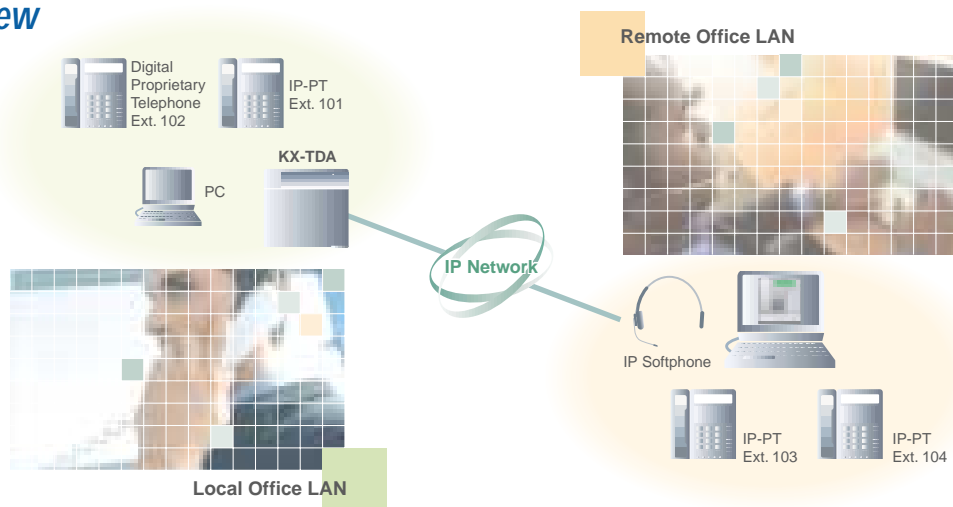 ew
Remote Office LAN
Digital
Proprietary
Telephone
Ext. 102
IP-PT
Ext. 101
KX-TDA
PC
IP Network
IP Softphone
IP-PT
Ext. 103
IP-PT
Ext. 104
Local Office LAN